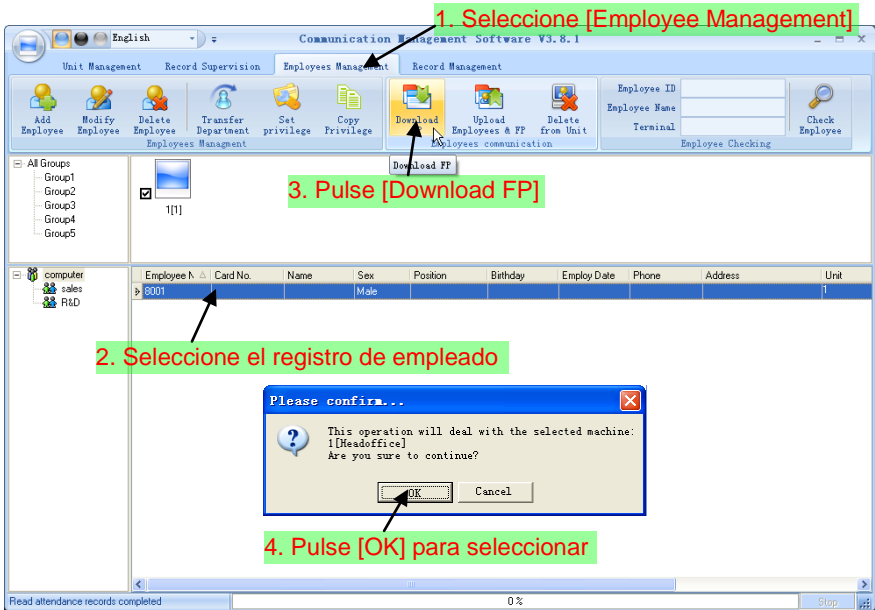 1. Seleccione [Employee Management]
English
Communication Management Software V3.8.1
Unit Management Record Supervision Employees Management Record Management
Add Employee
Modify Employee
Delete Employee
Transfer Department
Set privilege
Copy Privilege
Employees Managment
Download
Upload Employees & FP
Delete from Unit
Employees communication
Employee ID
Employee Name
Terminal
Check Employee
Employee Checking
Download FP
3. Pulse [Download FP]
All Groups
Group1
Group2
Group3
Group4
Group5
1[1]
computer
sales
R&D
Employee N Card No. Name Sex Position Birthday Employ Date Phone Address Unit
8001 Male 1
2. Seleccione el registro de empleado
Please confirm...
This operation will deal with the selected machine:
1[Headoffice]
Are you sure to continue?
OK Cancel
4. Pulse [OK] para seleccionar
Read attendance records completed 0% Stop